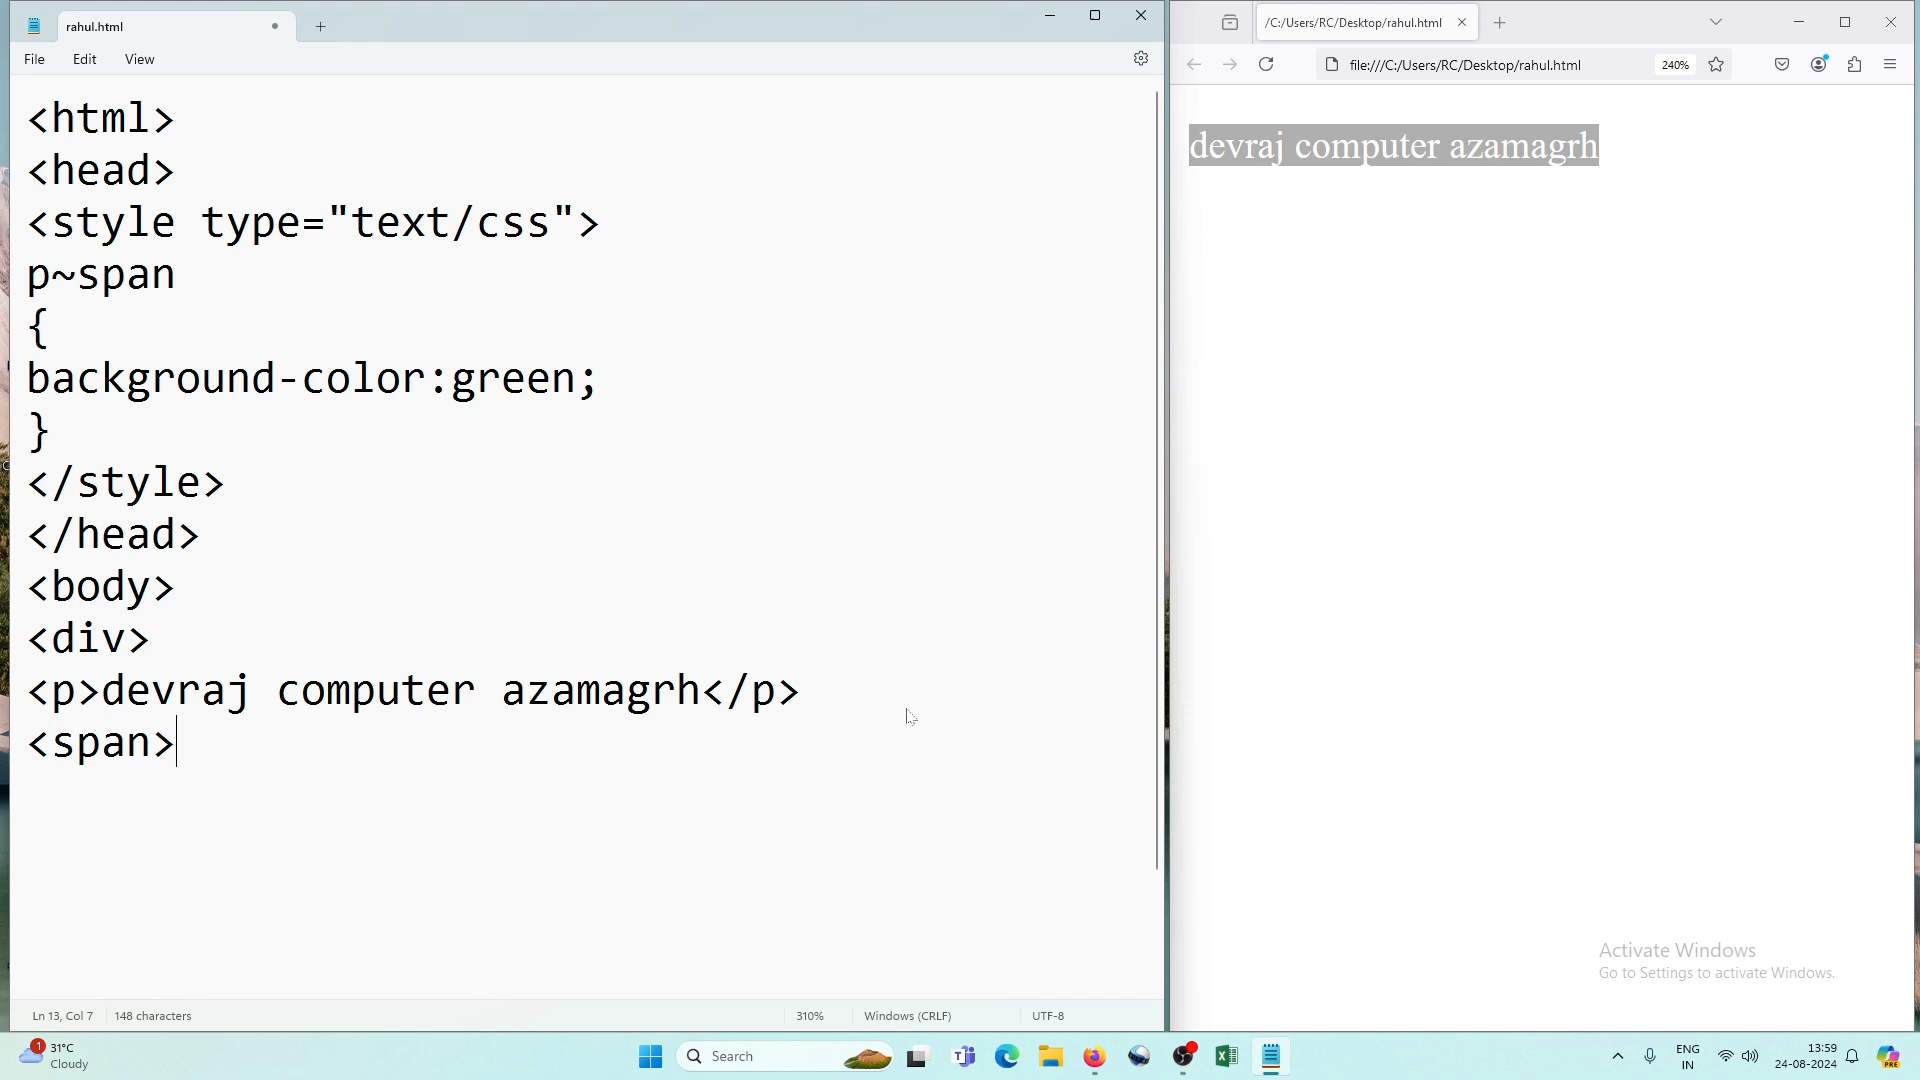 rahul.html
File Edit View
<html>
<head>
<style type="text/css">
p~span
{
background-color:green;
}
</style>
</head>
<body>
<div>
<p>devraj computer azamagrh</p>
<span>
Ln 13, Col 7 148 characters 310% Windows (CRLF) UTF-8
/C:/Users/RC/Desktop/rahul.html
file:///C:/Users/RC/Desktop/rahul.html 240%
devraj computer azamagrh
Activate Windows
Go to Settings to activate Windows.
1 31°C
Cloudy
Search
ENG
IN
13:59
24-08-2024
PRE